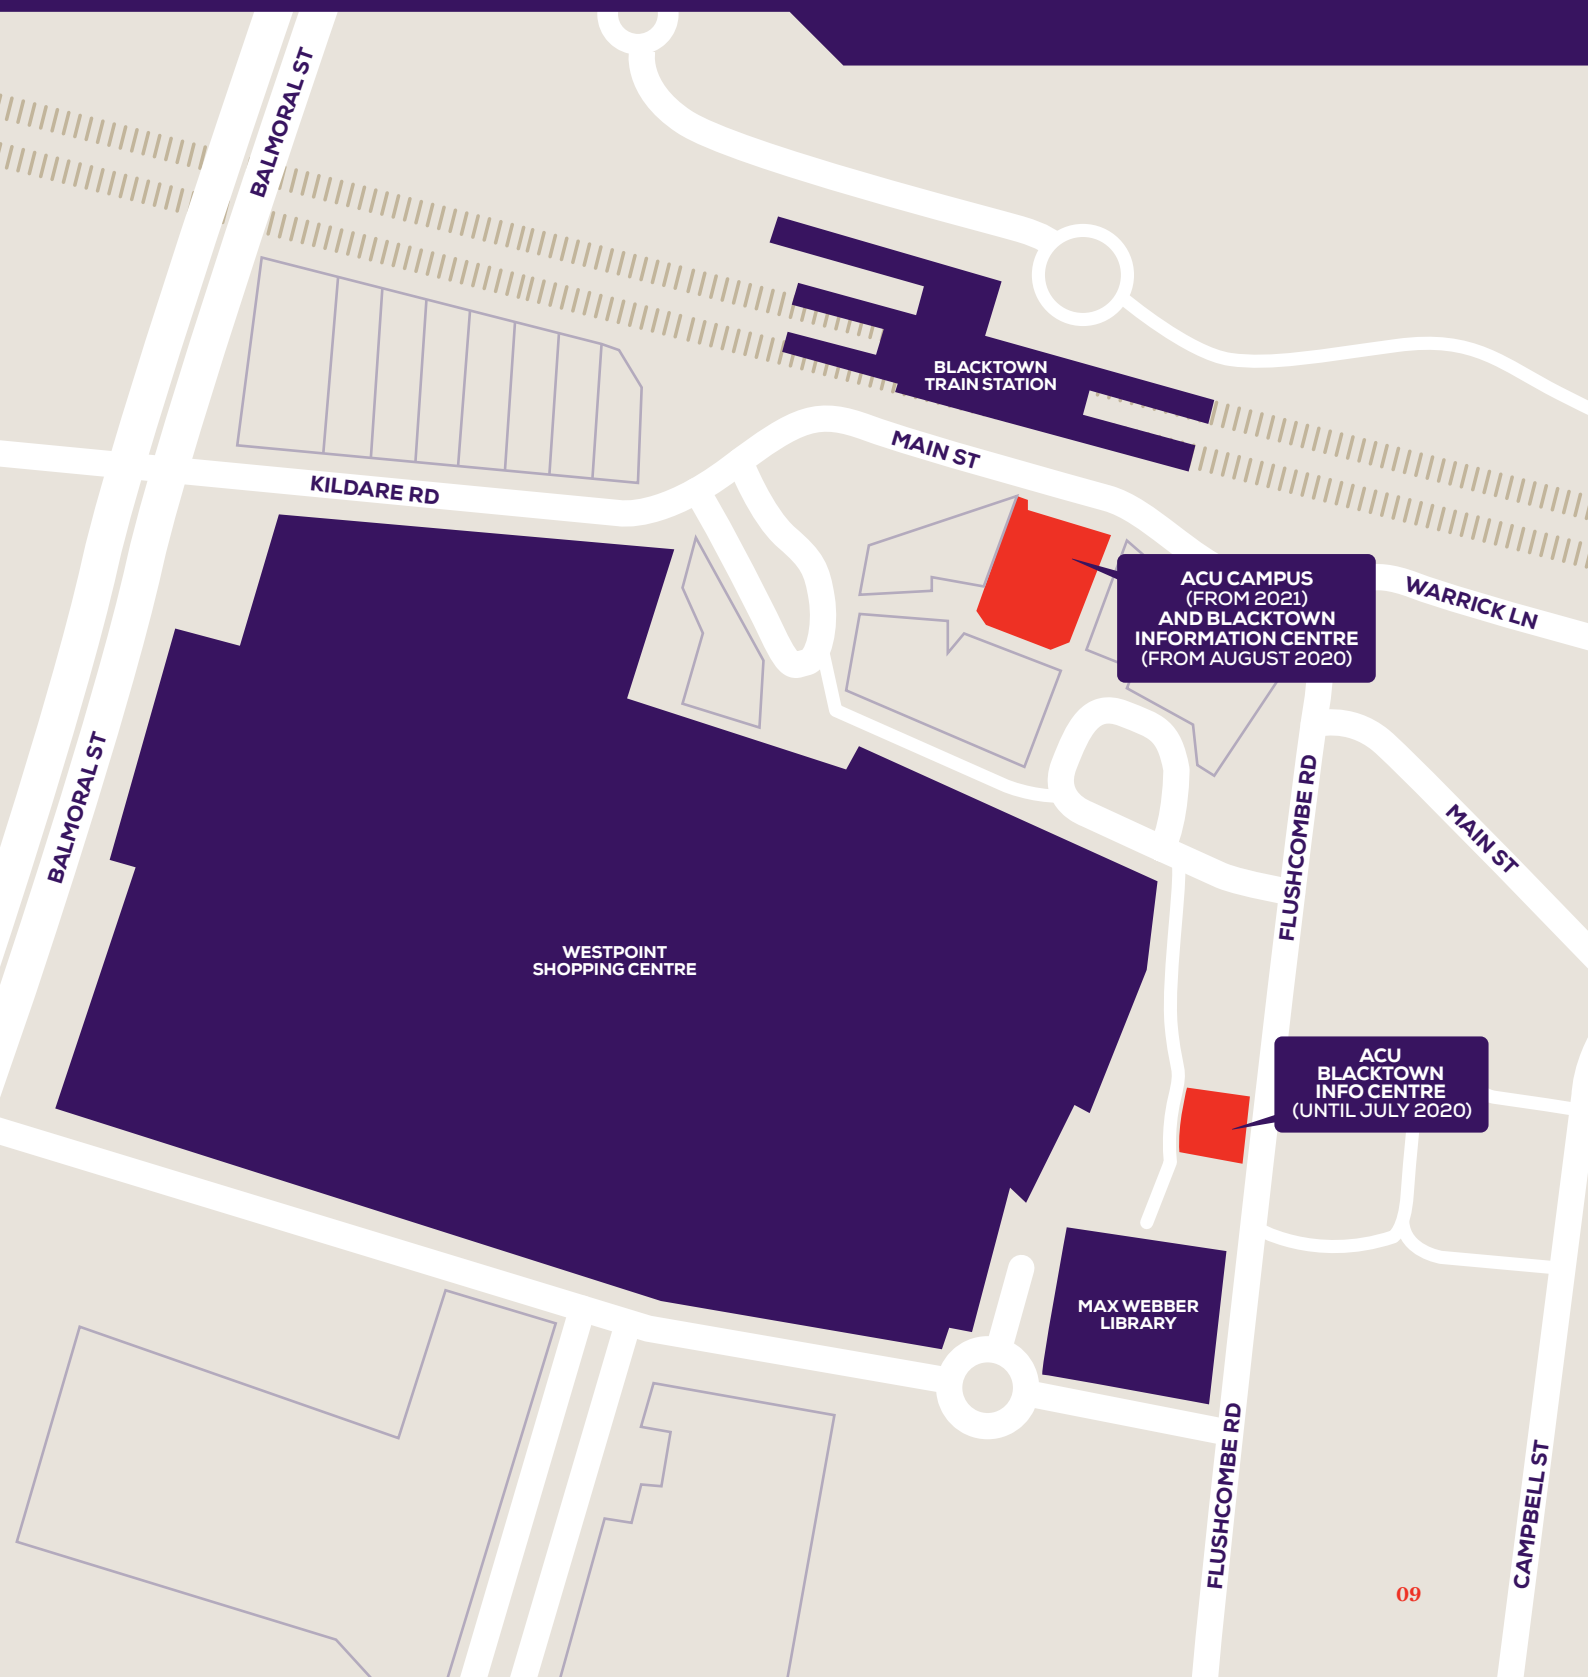 BALMORAL ST
BLACKTOWN
TRAIN STATION
MAIN ST
KILDARE RD
ACU CAMPUS
(FROM 2021)
AND BLACKTOWN
INFORMATION CENTRE
(FROM AUGUST 2020)
WARRICK LN
BALMORAL ST
FLUSHCOMBE RD
MAIN ST
WESTPOINT
SHOPPING CENTRE
ACU
BLACKTOWN
INFO CENTRE
(UNTIL JULY 2020)
MAX WEBBER
LIBRARY
FLUSHCOMBE RD
CAMPBELL ST
09